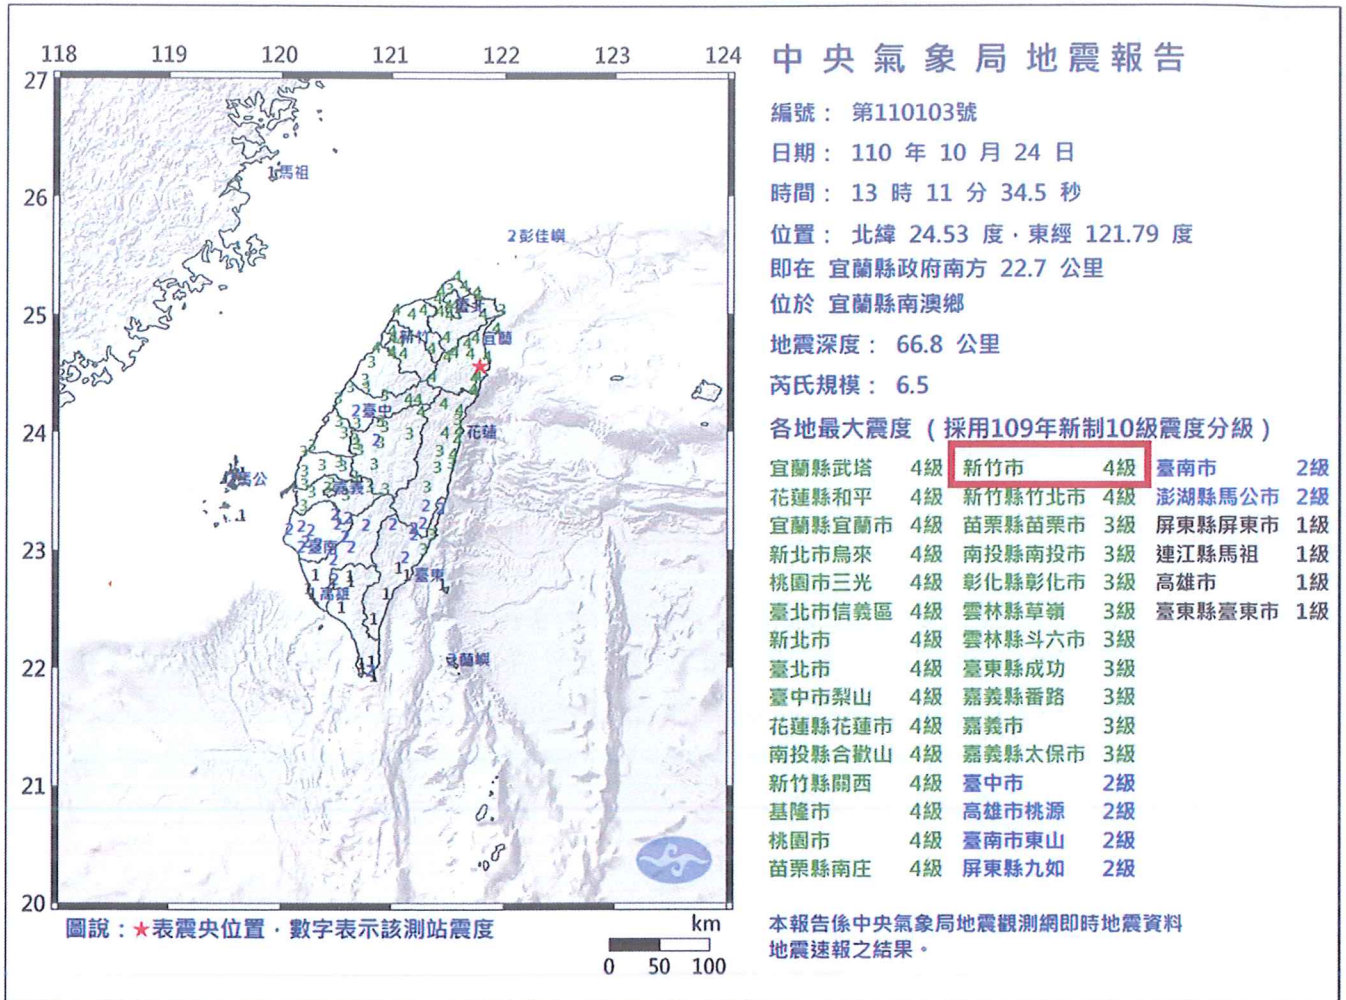 118 119 120 121 122 123 124
27
26
25
24
23
22
21
20
1馬祖
2彭佳嶼
臺北
新竹
宜蘭
2臺中
花蓮
馬公
嘉義
2臺南
臺東
高雄
蘭嶼
圖說：★表震央位置，數字表示該測站震度
km
0 50 100
中央氣象局地震報告
編號： 第110103號
日期： 110 年 10 月 24 日
時間： 13 時 11 分 34.5 秒
位置： 北緯 24.53 度，東經 121.79 度
即在 宜蘭縣政府南方 22.7 公里
位於 宜蘭縣南澳鄉
地震深度： 66.8 公里
芮氏規模： 6.5
各地最大震度（採用109年新制10級震度分級）
宜蘭縣武塔 4級 新竹市 4級 臺南市 2級
花蓮縣和平 4級 新竹縣竹北市 4級 澎湖縣馬公市 2級
宜蘭縣宜蘭市 4級 苗栗縣苗栗市 3級 屏東縣屏東市 1級
新北市烏來 4級 南投縣南投市 3級 連江縣馬祖 1級
桃園市三光 4級 彰化縣彰化市 3級 高雄市 1級
臺北市信義區 4級 雲林縣草嶺 3級 臺東縣臺東市 1級
新北市 4級 雲林縣斗六市 3級
臺北市 4級 臺東縣成功 3級
臺中市梨山 4級 嘉義縣番路 3級
花蓮縣花蓮市 4級 嘉義市 3級
南投縣合歡山 4級 嘉義縣太保市 3級
新竹縣關西 4級 臺中市 2級
基隆市 4級 高雄市桃源 2級
桃園市 4級 臺南市東山 2級
苗栗縣南庄 4級 屏東縣九如 2級
本報告係中央氣象局地震觀測網即時地震資料
地震速報之結果。